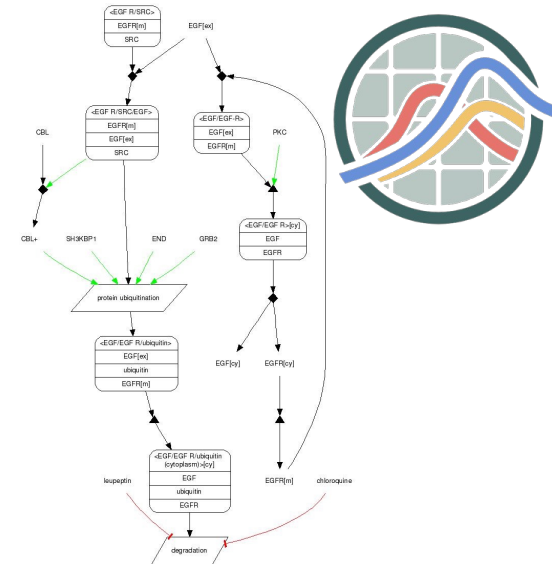 <EGF R/SRC>
EGFR[m]
SRC
EGF[ex]
<EGF R/SRC/EGF>
EGFR[m]
EGF[ex]
SRC
<EGF/EGF-R>
EGF[ex]
EGFR[m]
CBL
PKC
CBL+
SH3KBP1
END
GRB2
<EGF/EGF R>[cy]
EGF
EGFR
protein ubiquitination
<EGF/EGF R/ubiquitin>
EGF[ex]
ubiquitin
EGFR[m]
EGF[cy]
EGFR[cy]
<EGF/EGF R/ubiquitin
(cytoplasm)>[cy]
EGF
ubiquitin
EGFR
leupeptin
EGFR[m]
chloroquine
degradation